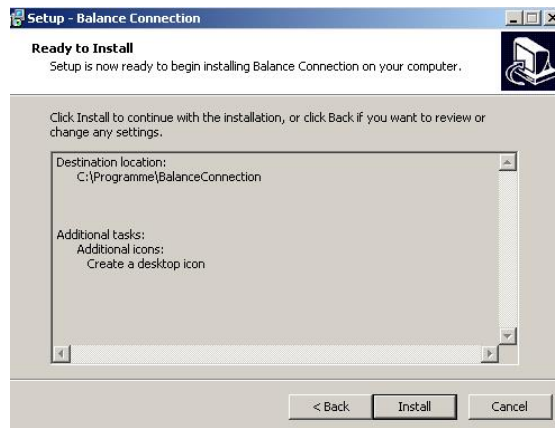 Setup - Balance Connection
Ready to Install
Setup is now ready to begin installing Balance Connection on your computer.
Click Install to continue with the installation, or click Back if you want to review or
change any settings.
Destination location:
C:\Programme\BalanceConnection
Additional tasks:
Additional icons:
Create a desktop icon
< Back
Install
Cancel